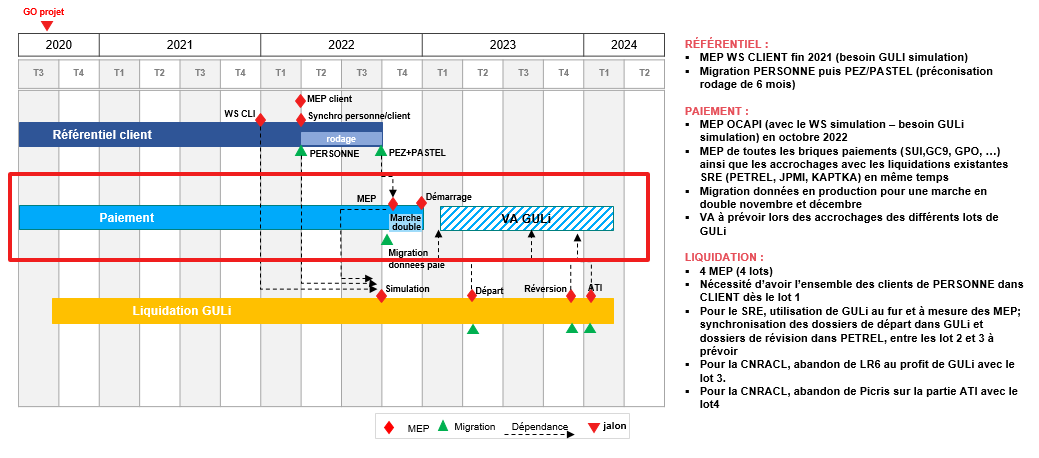 GO projet
2020 2021 2022 2023 2024
T3 T4 T1 T2 T3 T4 T1 T2 T3 T4 T1 T2 T3 T4 T1 T2
MEP client
WS CLI
Synchro personne/client
Référentiel client
rodage
PERSONNE
PEZ+PASTEL
MEP
Démarrage
Paiement
Marche
double
VA GULi
Migration
données paie
Simulation
Départ
Réversion
ATI
Liquidation GULi
MEP
Migration
Dépendance
jalon
RÉFÉRENTIEL :
▪ MEP WS CLIENT fin 2021 (besoin GULI simulation)
▪ Migration PERSONNE puis PEZ/PASTEL (préconisation
rodage de 6 mois)
PAIEMENT :
▪ MEP OCAPI (avec le WS simulation – besoin GULi
simulation) en octobre 2022
▪ MEP de toutes les briques paiements (SUI,GC9, GPO, …)
ainsi que les accrochages avec les liquidations existantes
SRE (PETREL, JPMI, KAPTKA) en même temps
▪ Migration données en production pour une marche en
double novembre et décembre
▪ VA à prévoir lors des accrochages des différents lots de
GULi
LIQUIDATION :
▪ 4 MEP (4 lots)
▪ Nécessité d'avoir l'ensemble des clients de PERSONNE dans
CLIENT dès le lot 1
▪ Pour le SRE, utilisation de GULi au fur et à mesure des MEP;
synchronisation des dossiers de départ dans GULi et
dossiers de révision dans PETREL, entre les lot 2 et 3 à
prévoir
▪ Pour la CNRACL, abandon de LR6 au profit de GULi avec le
lot 3.
▪ Pour la CNRACL, abandon de Picris sur la partie ATI avec le
lot4